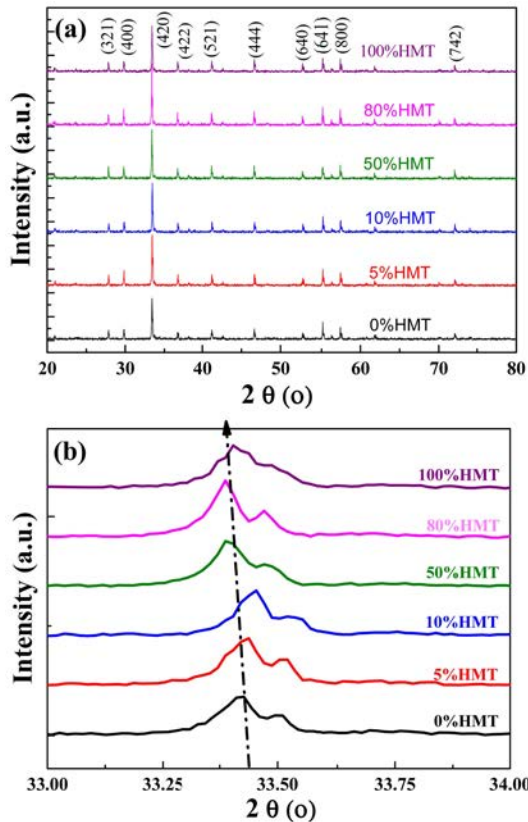 (a)
(321)
(400)
(420)
(422)
(521)
(444)
(640)
(641)
(800)
(742)
100%HMT
80%HMT
50%HMT
10%HMT
5%HMT
0%HMT
Intensity (a.u.)
20 30 40 50 60 70 80
2 θ (o)
(b)
100%HMT
80%HMT
50%HMT
10%HMT
5%HMT
0%HMT
Intensity (a.u.)
33.00 33.25 33.50 33.75 34.00
2 θ (o)